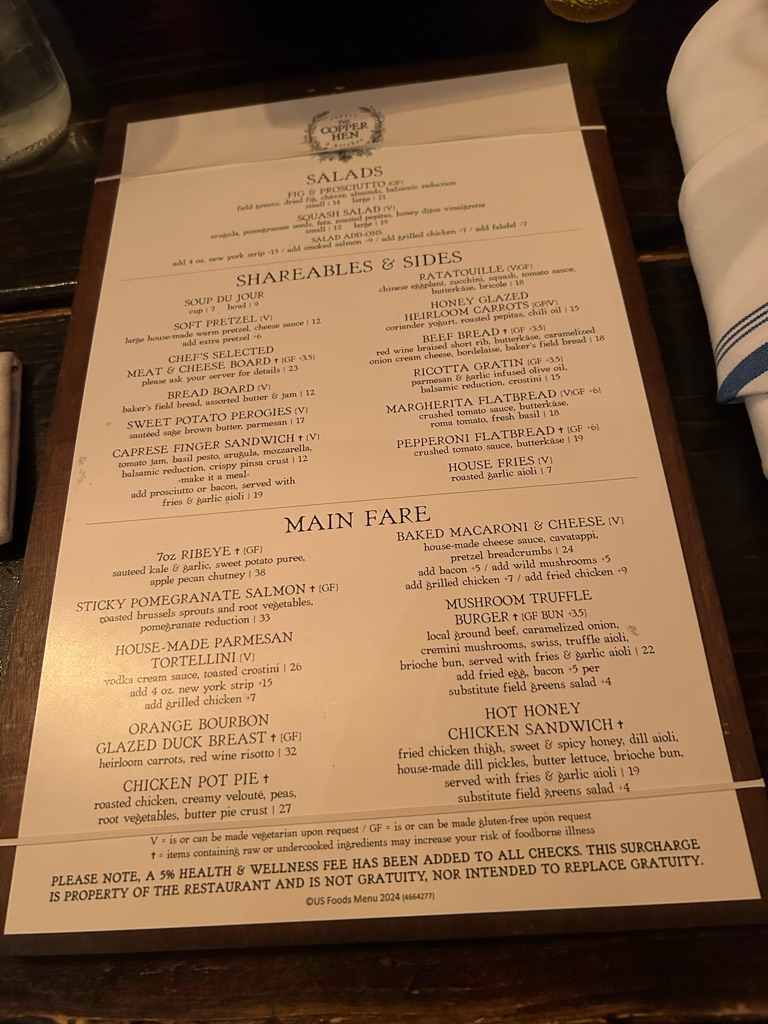 THE
COPPER
HEN
SALADS
FIG & PROSCIUTTO {GF}
field greens, dried fig, chèvre, almonds, balsamic reduction
small | 14 large | 21
SQUASH SALAD {V}
arugula, pomegranate seeds, feta, roasted pepitas, honey dijon vinaigrette
small | 12 large | 19
SALAD ADD-ONS
add 4 oz. new york strip +15 / add smoked salmon +9 / add grilled chicken +7 / add falafel +7
SHAREABLES & SIDES
SOUP DU JOUR
cup | 7 bowl | 9
SOFT PRETZEL {V}
large house-made warm pretzel, cheese sauce | 12
add extra pretzel +6
CHEF'S SELECTED
MEAT & CHEESE BOARD † {GF +3.5}
please ask your server for details | 23
BREAD BOARD {V}
baker's field bread, assorted butter & jam | 12
SWEET POTATO PEROGIES {V}
sautéed sage brown butter, parmesan | 17
CAPRESE FINGER SANDWICH † {V}
tomato jam, basil pesto, arugula, mozzarella,
balsamic reduction, crispy pinsa crust | 12
-make it a meal-
add prosciutto or bacon, served with
fries & garlic aioli | 19
RATATOUILLE {V|GF}
chinese eggplant, zucchini, squash, tomato sauce,
butterkäse, bricole | 18
HONEY GLAZED
HEIRLOOM CARROTS {GF|V}
coriander yogurt, roasted pepitas, chili oil | 15
BEEF BREAD † {GF +3.5}
red wine braised short rib, butterkäse, caramelized
onion cream cheese, bordelaise, baker's field bread | 18
RICOTTA GRATIN {GF +3.5}
parmesan & garlic infused olive oil,
balsamic reduction, crostini | 15
MARGHERITA FLATBREAD {V|GF +6}
crushed tomato sauce, butterkäse,
roma tomato, fresh basil | 18
PEPPERONI FLATBREAD † {GF +6}
crushed tomato sauce, butterkäse | 19
HOUSE FRIES {V}
roasted garlic aioli | 7
MAIN FARE
7oz RIBEYE † {GF}
sauteed kale & garlic, sweet potato puree,
apple pecan chutney | 38
STICKY POMEGRANATE SALMON † {GF}
roasted brussels sprouts and root vegetables,
pomegranate reduction | 33
HOUSE-MADE PARMESAN
TORTELLINI {V}
vodka cream sauce, toasted crostini | 26
add 4 oz. new york strip +15
add grilled chicken +7
ORANGE BOURBON
GLAZED DUCK BREAST † {GF}
heirloom carrots, red wine risotto | 32
CHICKEN POT PIE †
roasted chicken, creamy velouté, peas,
root vegetables, butter pie crust | 27
BAKED MACARONI & CHEESE {V}
house-made cheese sauce, cavatappi,
pretzel breadcrumbs | 24
add bacon +5 / add wild mushrooms +5
add grilled chicken +7 / add fried chicken +9
MUSHROOM TRUFFLE
BURGER † {GF BUN +3.5}
local ground beef, caramelized onion,
cremini mushrooms, swiss, truffle aioli,
brioche bun, served with fries & garlic aioli | 22
add fried egg, bacon +5 per
substitute field greens salad +4
HOT HONEY
CHICKEN SANDWICH †
fried chicken thigh, sweet & spicy honey, dill aioli,
house-made dill pickles, butter lettuce, brioche bun,
served with fries & garlic aioli | 19
substitute field greens salad +4
V = is or can be made vegetarian upon request / GF = is or can be made gluten-free upon request
† = items containing raw or undercooked ingredients may increase your risk of foodborne illness
PLEASE NOTE, A 5% HEALTH & WELLNESS FEE HAS BEEN ADDED TO ALL CHECKS. THIS SURCHARGE
IS PROPERTY OF THE RESTAURANT AND IS NOT GRATUITY, NOR INTENDED TO REPLACE GRATUITY.
©US Foods Menu 2024 (4664277)